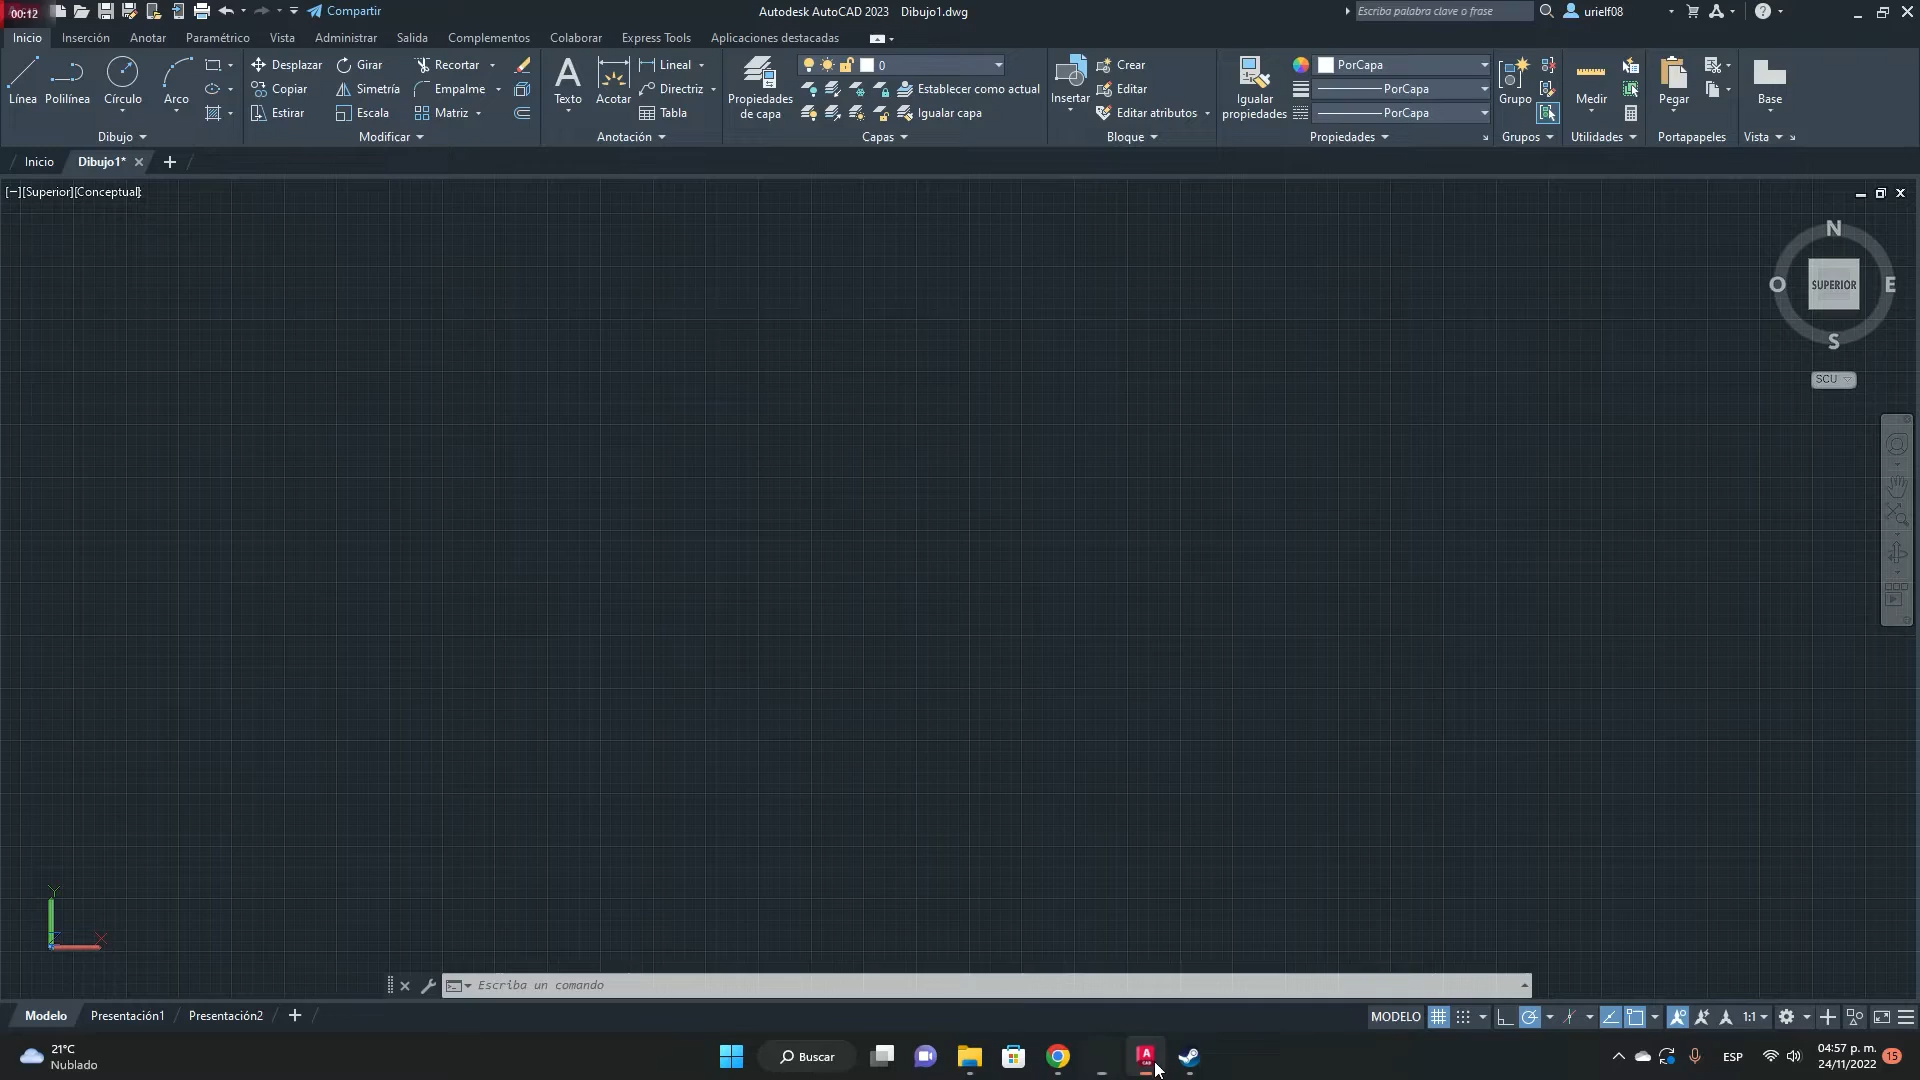 00:12
Compartir
Autodesk AutoCAD 2023 Dibujo1.dwg
Escriba palabra clave o frase
urielf08
Inicio Inserción Anotar Paramétrico Vista Administrar Salida Complementos Colaborar Express Tools Aplicaciones destacadas
Línea Polilínea Círculo Arco
Dibujo
Desplazar Girar Recortar
Copiar Simetría Empalme
Estirar Escala Matriz
Modificar
Texto Acotar
Lineal
Directriz
Tabla
Anotación
Propiedades
de capa
0
Establecer como actual
Igualar capa
Capas
Insertar
Crear
Editar
Editar atributos
Bloque
Igualar
propiedades
PorCapa
PorCapa
PorCapa
Propiedades
Grupo
Grupos
Medir
Utilidades
Pegar
Portapapeles
Base
Vista
Inicio Dibujo1*
[−][Superior][Conceptual]
N
O SUPERIOR E
S
SCU
Y
X
Escriba un comando
Modelo Presentación1 Presentación2
MODELO 1:1
21°C
Nublado
Buscar
A
CAD
ESP
04:57 p. m.
24/11/2022
15